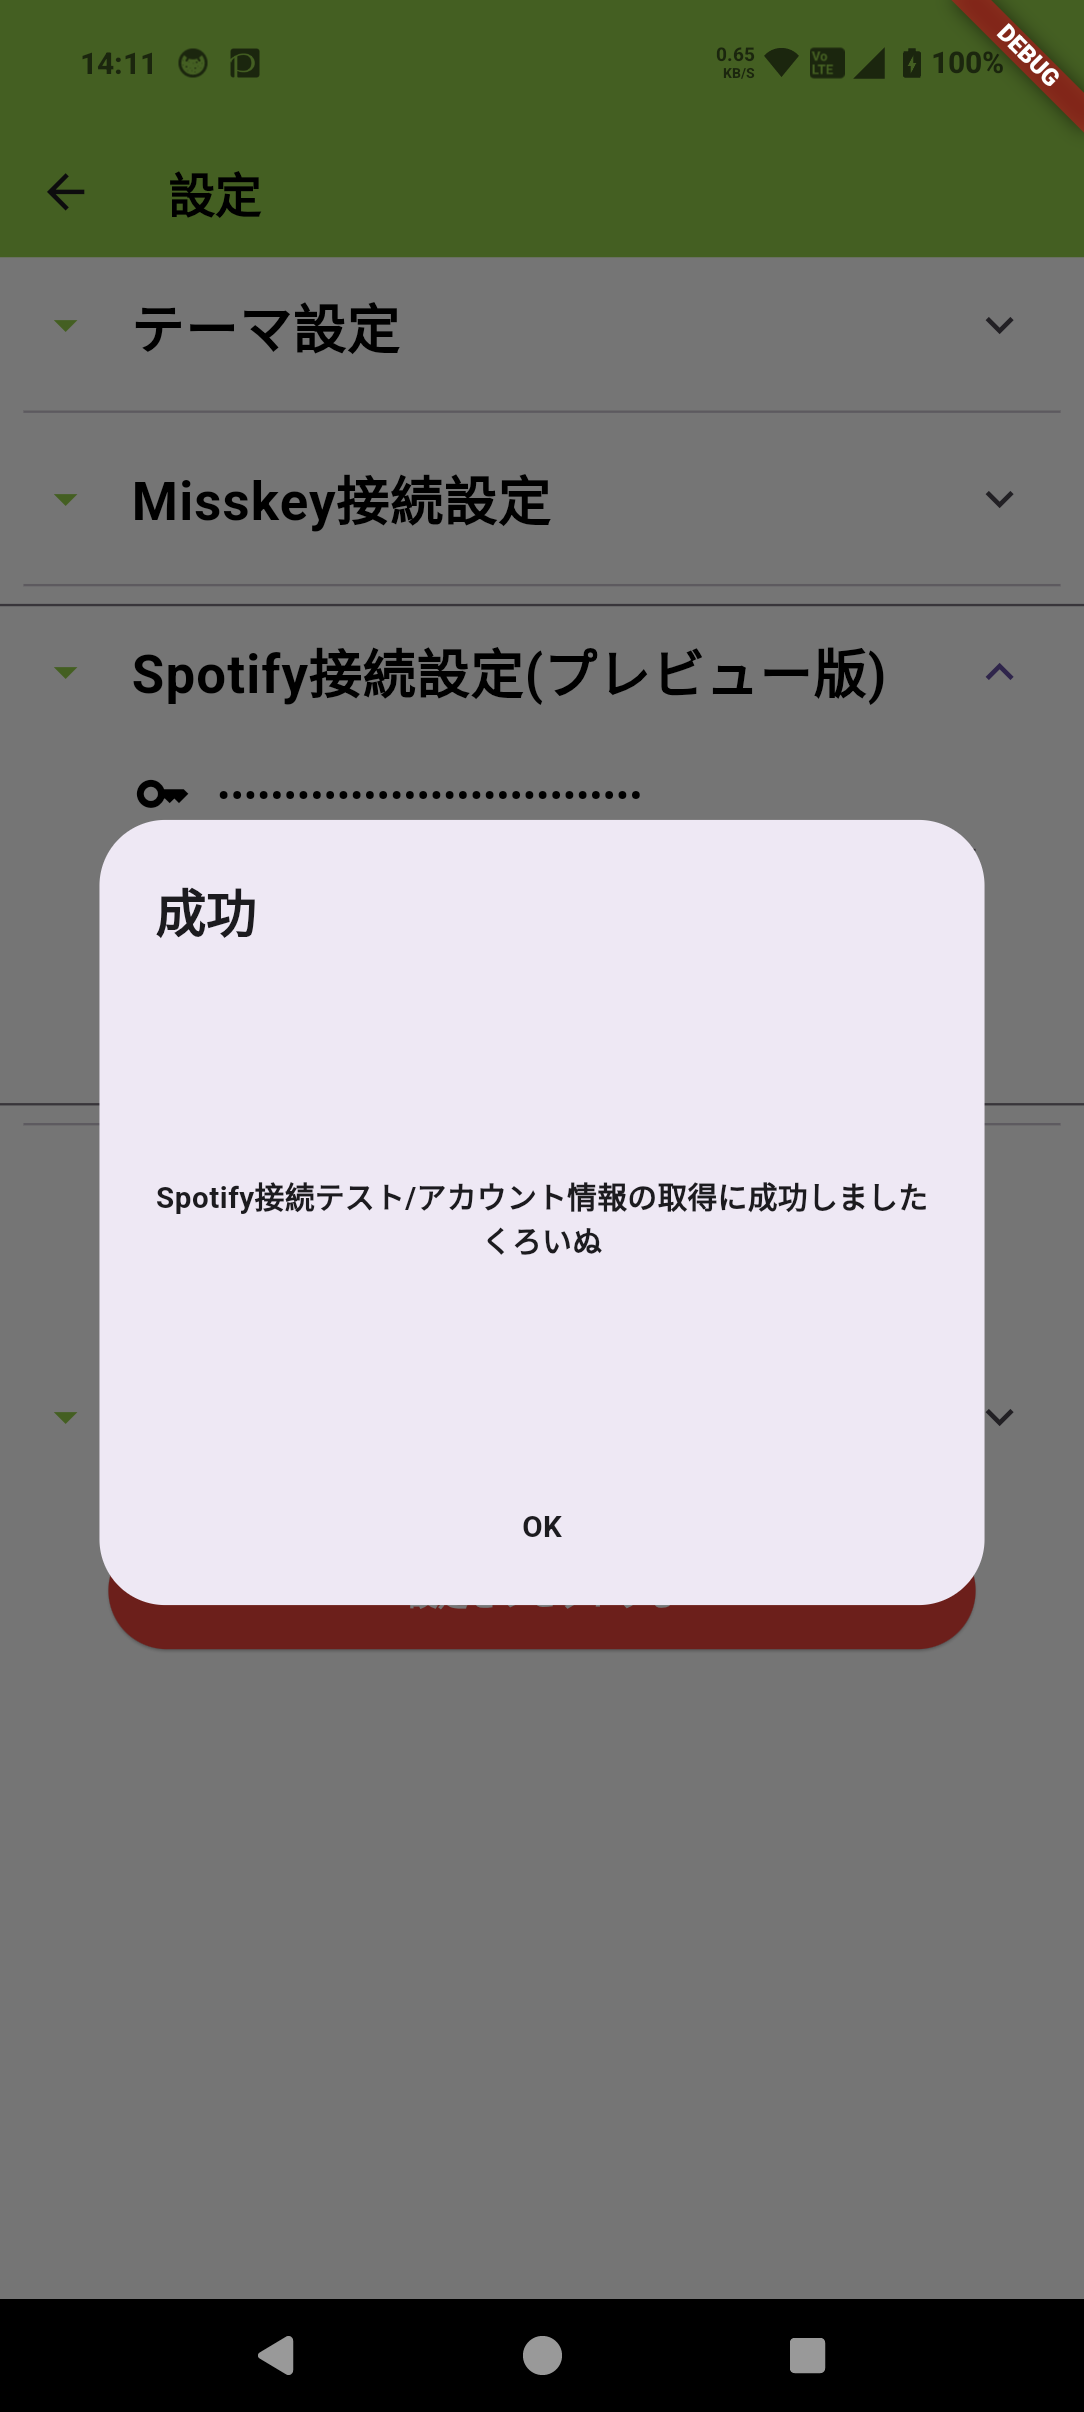 14:11
0.65
KB/S
Vo
LTE
100%
DEBUG
設定
テーマ設定
Misskey接続設定
Spotify接続設定(プレビュー版)
成功
Spotify接続テスト/アカウント情報の取得に成功しました
くろいぬ
OK